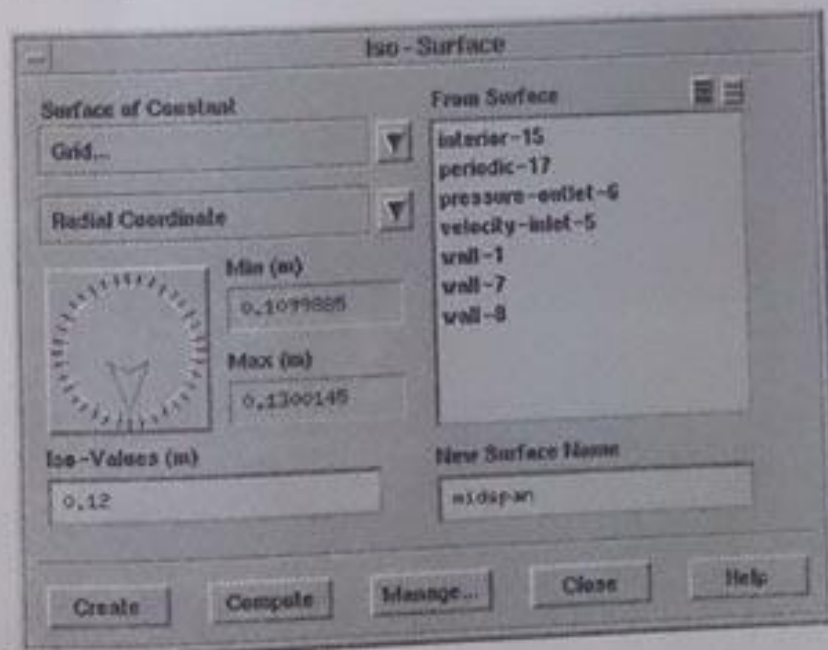 Iso-Surface
Surface of Constant
Grid...
Radial Coordinate
Min (m)
0.1099885
Max (m)
0.1300145
Iso-Values (m)
0.12
From Surface
interior-15
periodic-17
pressure-outlet-6
velocity-inlet-5
wall-1
wall-7
wall-8
New Surface Name
midspan
Create
Compute
Manage...
Close
Help